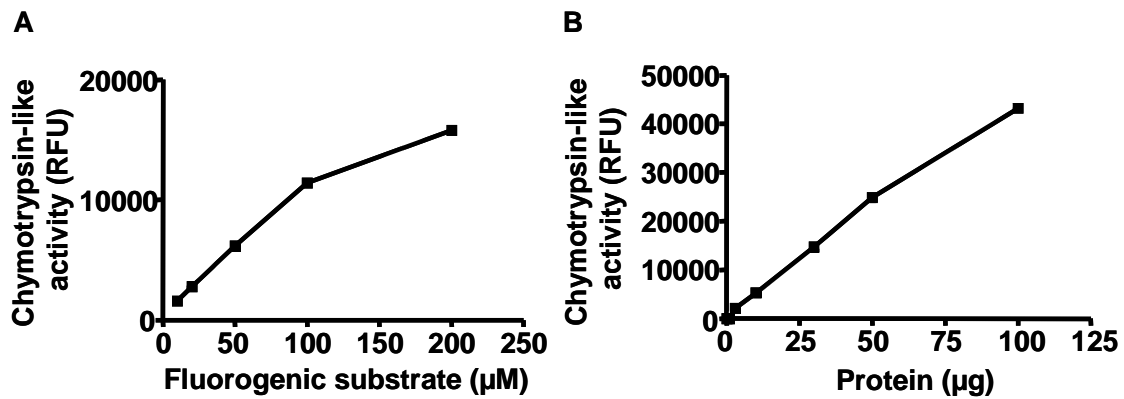 A
Chymotrypsin-like
activity (RFU)
20000
10000
0
0 50 100 150 200 250
Fluorogenic substrate (µM)
B
Chymotrypsin-like
activity (RFU)
50000
40000
30000
20000
10000
0
0 25 50 75 100 125
Protein (µg)